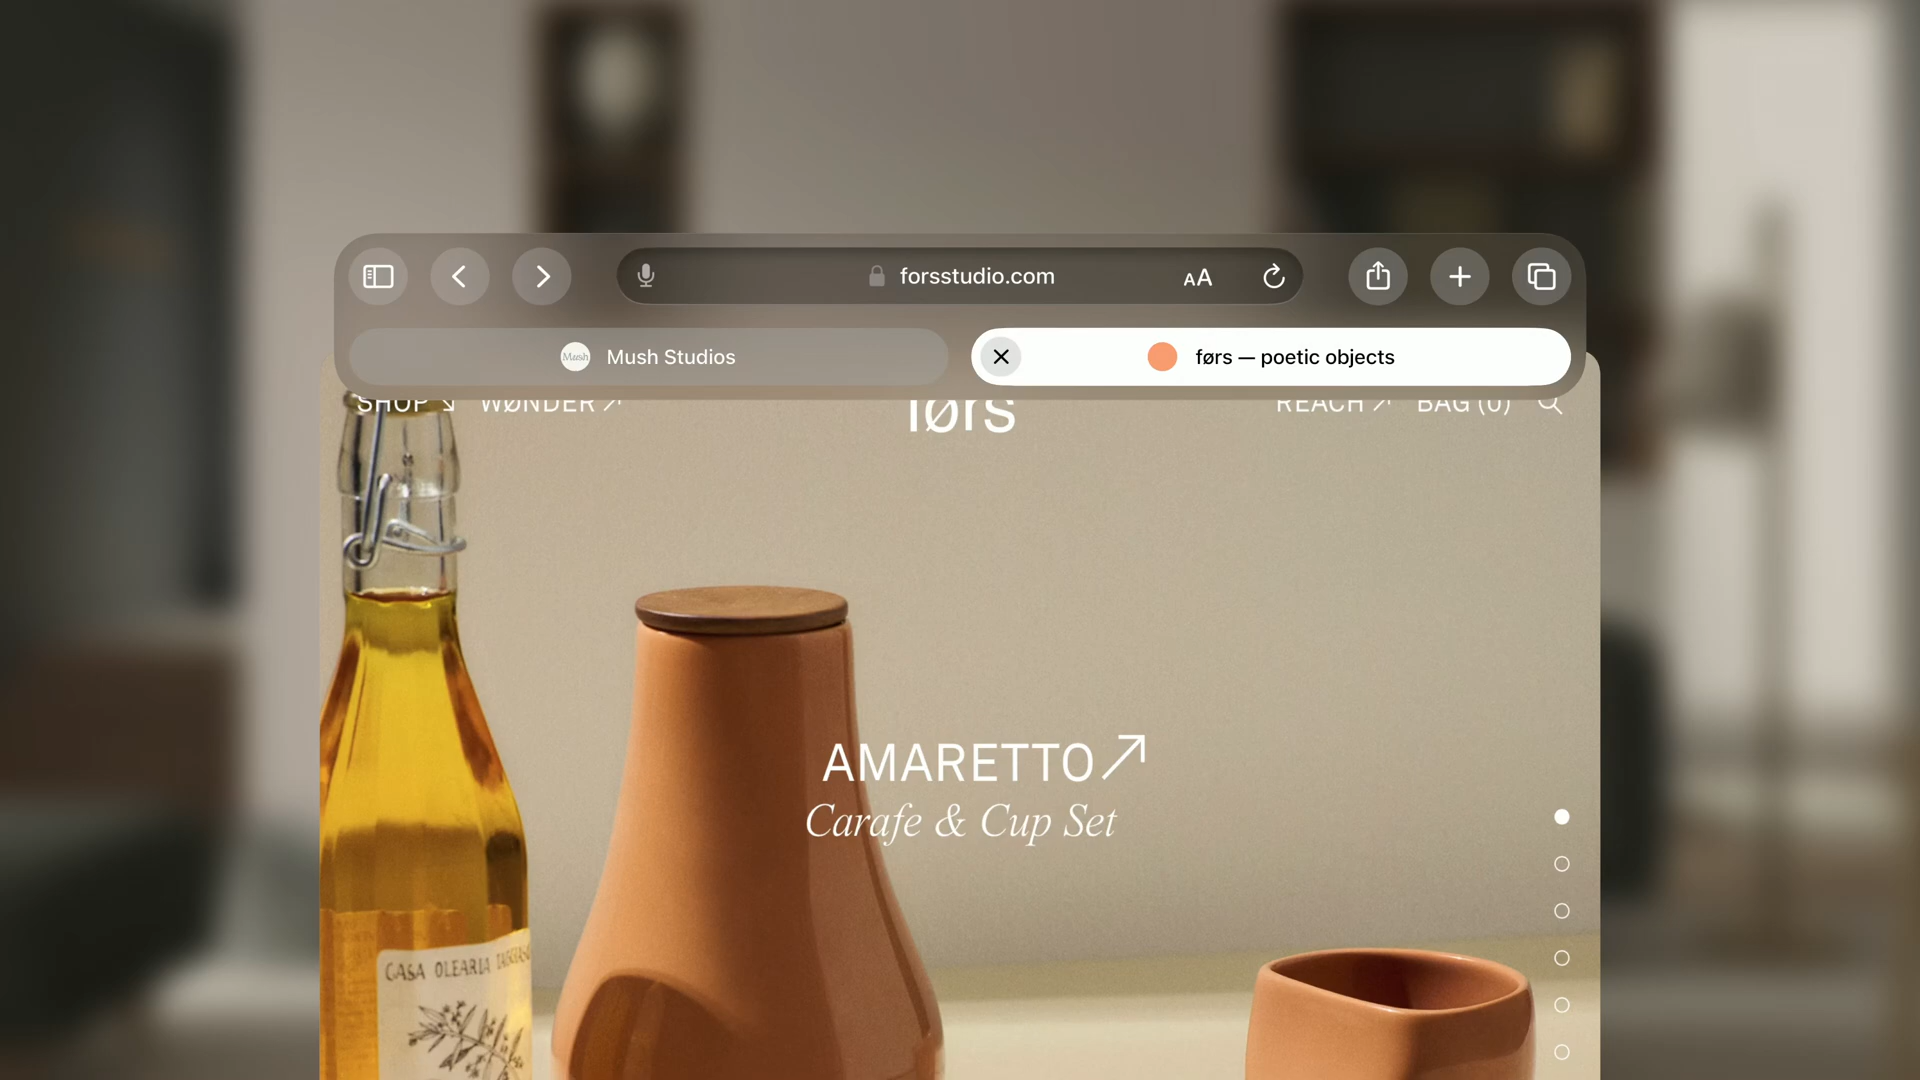 forsstudio.com
AA
Mush
Mush Studios
førs — poetic objects
SHOP ↘ WØNDER ↗
førs
REACH ↗ BAG (0)
AMARETTO↗
Carafe & Cup Set
CASA OLEARIA